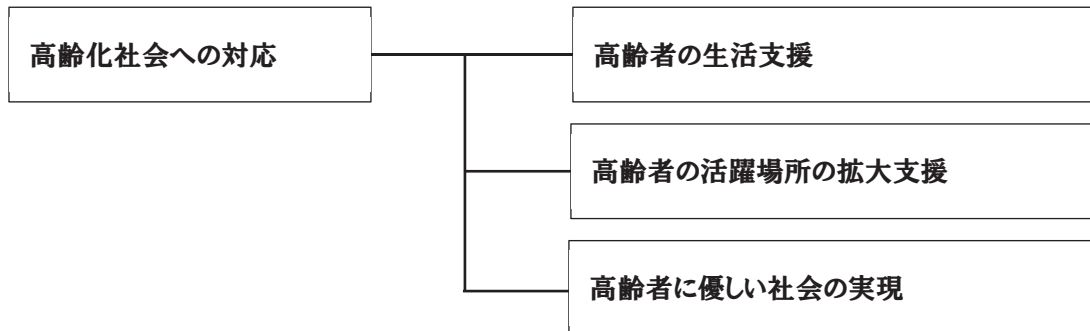 高齢化社会への対応
高齢者の生活支援
高齢者の活躍場所の拡大支援
高齢者に優しい社会の実現